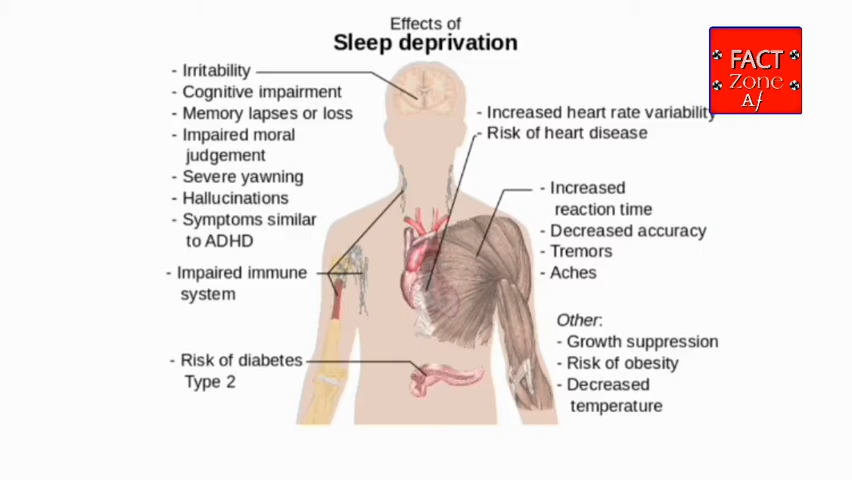 Effects of
Sleep deprivation
- Irritability
- Cognitive impairment
- Memory lapses or loss
- Impaired moral
judgement
- Severe yawning
- Hallucinations
- Symptoms similar
to ADHD
- Impaired immune
system
- Risk of diabetes
Type 2
- Increased heart rate variability
- Risk of heart disease
- Increased
reaction time
- Decreased accuracy
- Tremors
- Aches
Other:
- Growth suppression
- Risk of obesity
- Decreased
temperature
FACT
Zone
Af